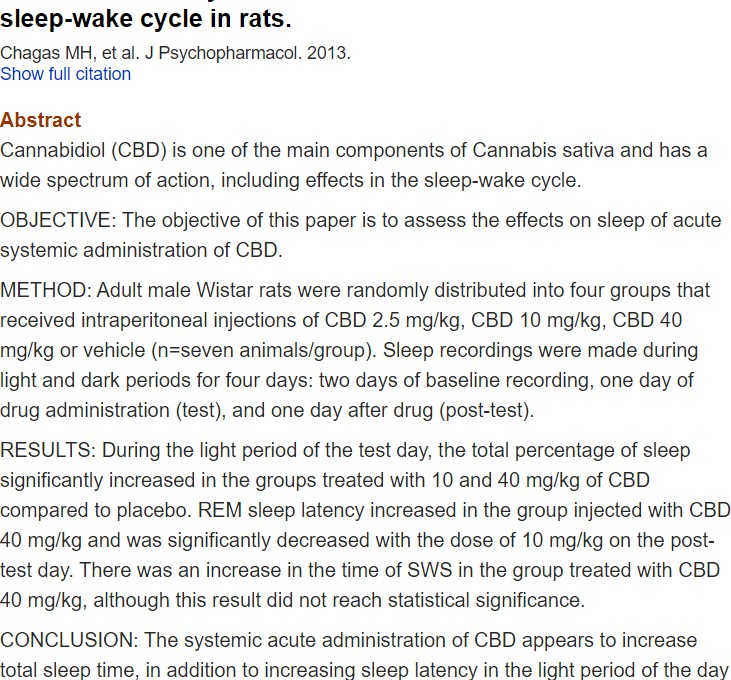 sleep-wake cycle in rats.
Chagas MH, et al. J Psychopharmacol. 2013.
Show full citation
Abstract
Cannabidiol (CBD) is one of the main components of Cannabis sativa and has a
wide spectrum of action, including effects in the sleep-wake cycle.
OBJECTIVE: The objective of this paper is to assess the effects on sleep of acute
systemic administration of CBD.
METHOD: Adult male Wistar rats were randomly distributed into four groups that
received intraperitoneal injections of CBD 2.5 mg/kg, CBD 10 mg/kg, CBD 40
mg/kg or vehicle (n=seven animals/group). Sleep recordings were made during
light and dark periods for four days: two days of baseline recording, one day of
drug administration (test), and one day after drug (post-test).
RESULTS: During the light period of the test day, the total percentage of sleep
significantly increased in the groups treated with 10 and 40 mg/kg of CBD
compared to placebo. REM sleep latency increased in the group injected with CBD
40 mg/kg and was significantly decreased with the dose of 10 mg/kg on the post-
test day. There was an increase in the time of SWS in the group treated with CBD
40 mg/kg, although this result did not reach statistical significance.
CONCLUSION: The systemic acute administration of CBD appears to increase
total sleep time, in addition to increasing sleep latency in the light period of the day